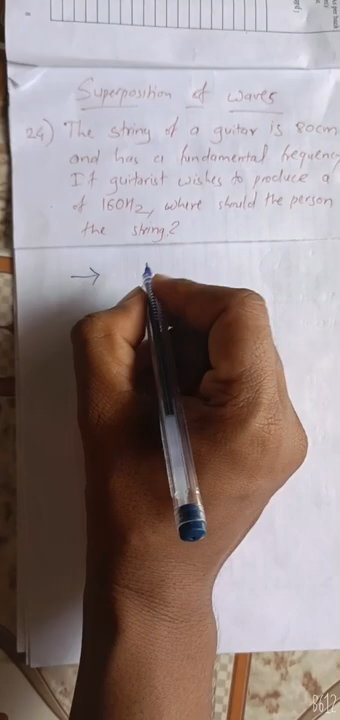 Superposition of waves
24) The string of a guitar is 80cm
and has a fundamental frequency
If guitarist wishes to produce a
of 160Hz, where should the person
the string?
→
B612